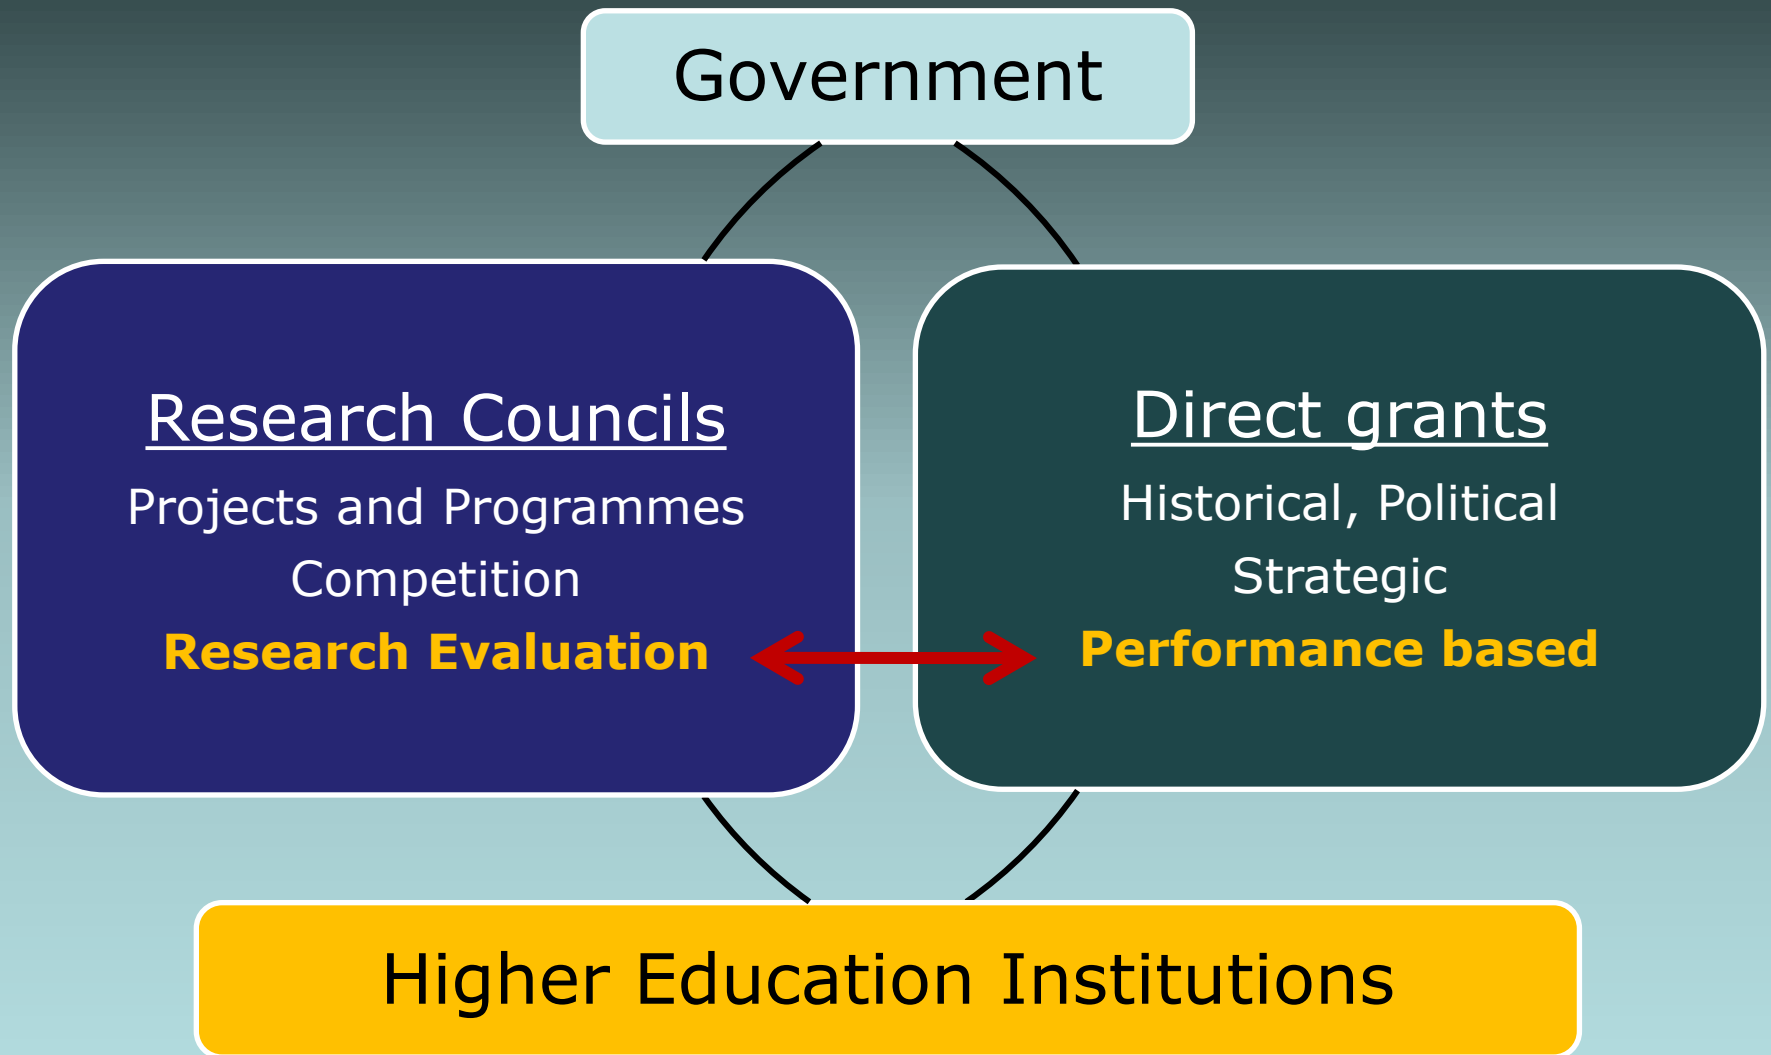 Government
Research Councils
Projects and Programmes
Competition
Research Evaluation
Direct grants
Historical, Political
Strategic
Performance based
Higher Education Institutions